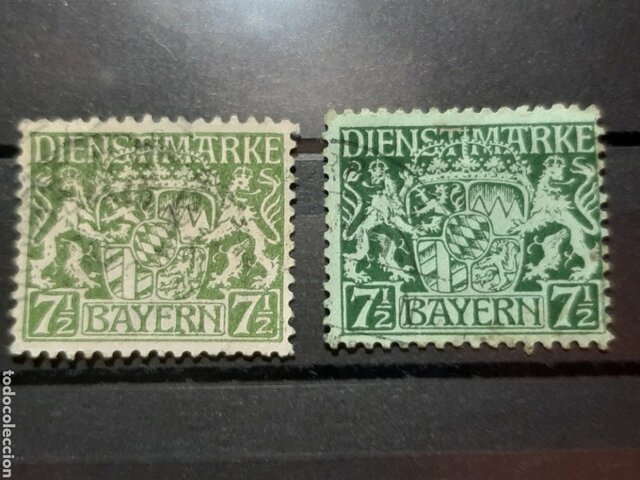 DIENSTMARKE
7½ BAYERN 7½
DIENSTMARKE
7½ BAYERN 7½
todocoleccion